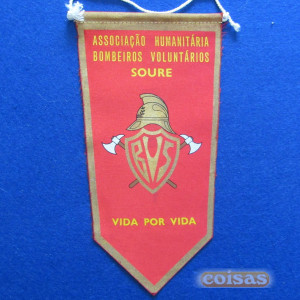 ASSOCIAÇÃO HUMANITÁRIA
BOMBEIROS VOLUNTÁRIOS
SOURE
BVS
VIDA POR VIDA
coisas